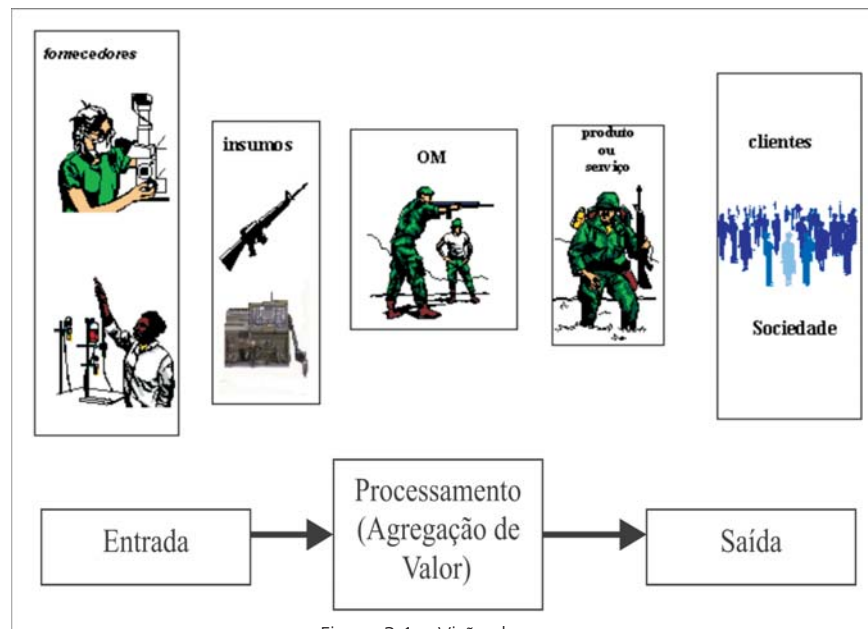 fornecedores
insumos
OM
produto
ou
serviço
clientes
Sociedade
Entrada
Processamento
(Agregação de
Valor)
Saída